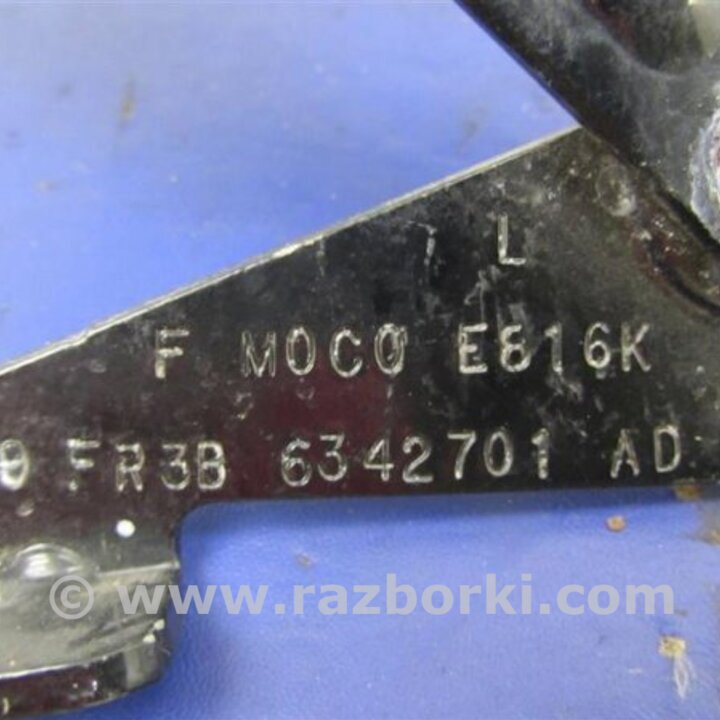 L
F MOCO E816K
FR3B 6342701 AD
© www.razborki.com